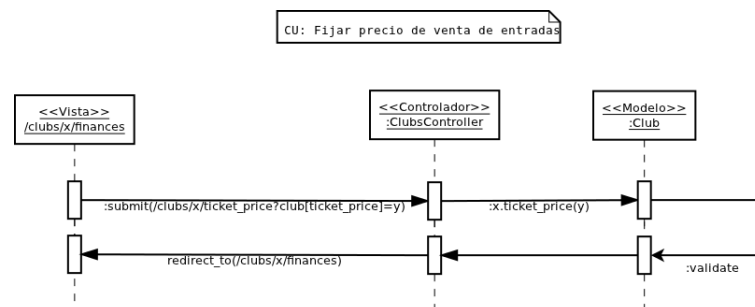 CU: Fijar precio de venta de entradas
<<Vista>>
/clubs/x/finances
<<Controlador>>
:ClubsController
<<Modelo>>
:Club
:submit(/clubs/x/ticket_price?club[ticket_price]=y)
:x.ticket_price(y)
redirect_to(/clubs/x/finances)
:validate